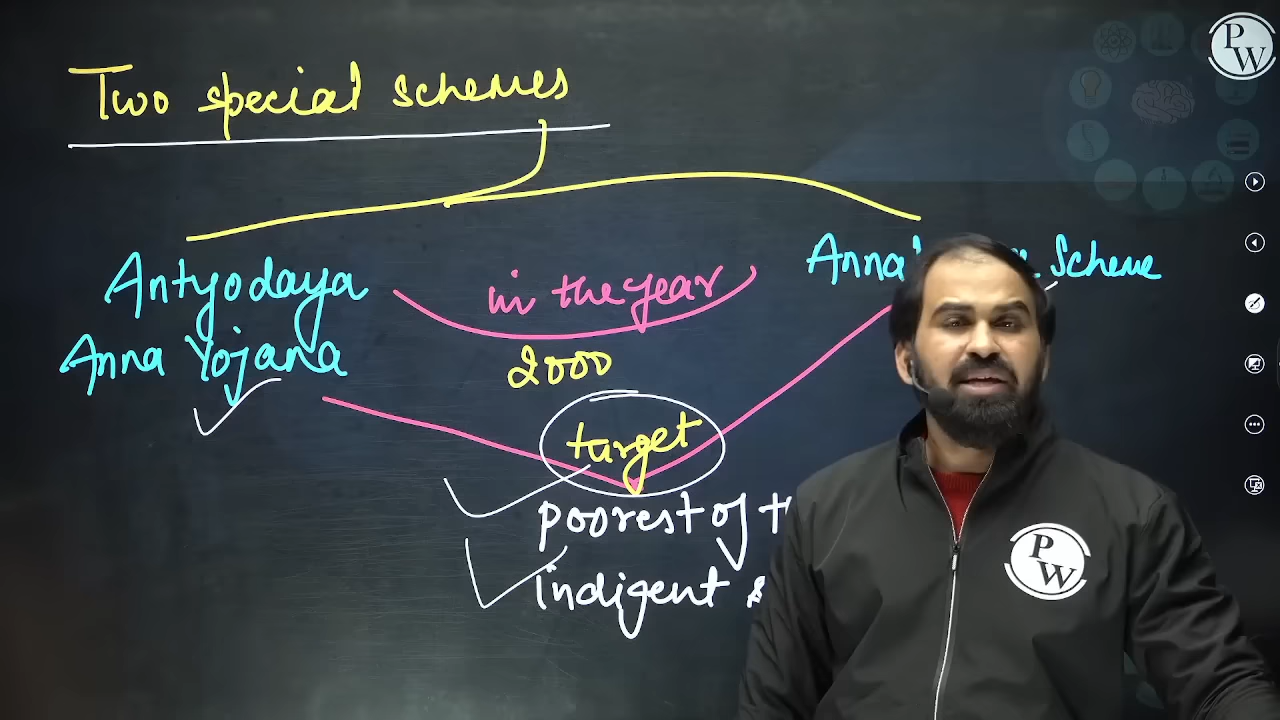 Two special schemes
Antyodaya
Anna Yojana
in the year
2000
Scheme
target
poorest of
indigent
PW
PW